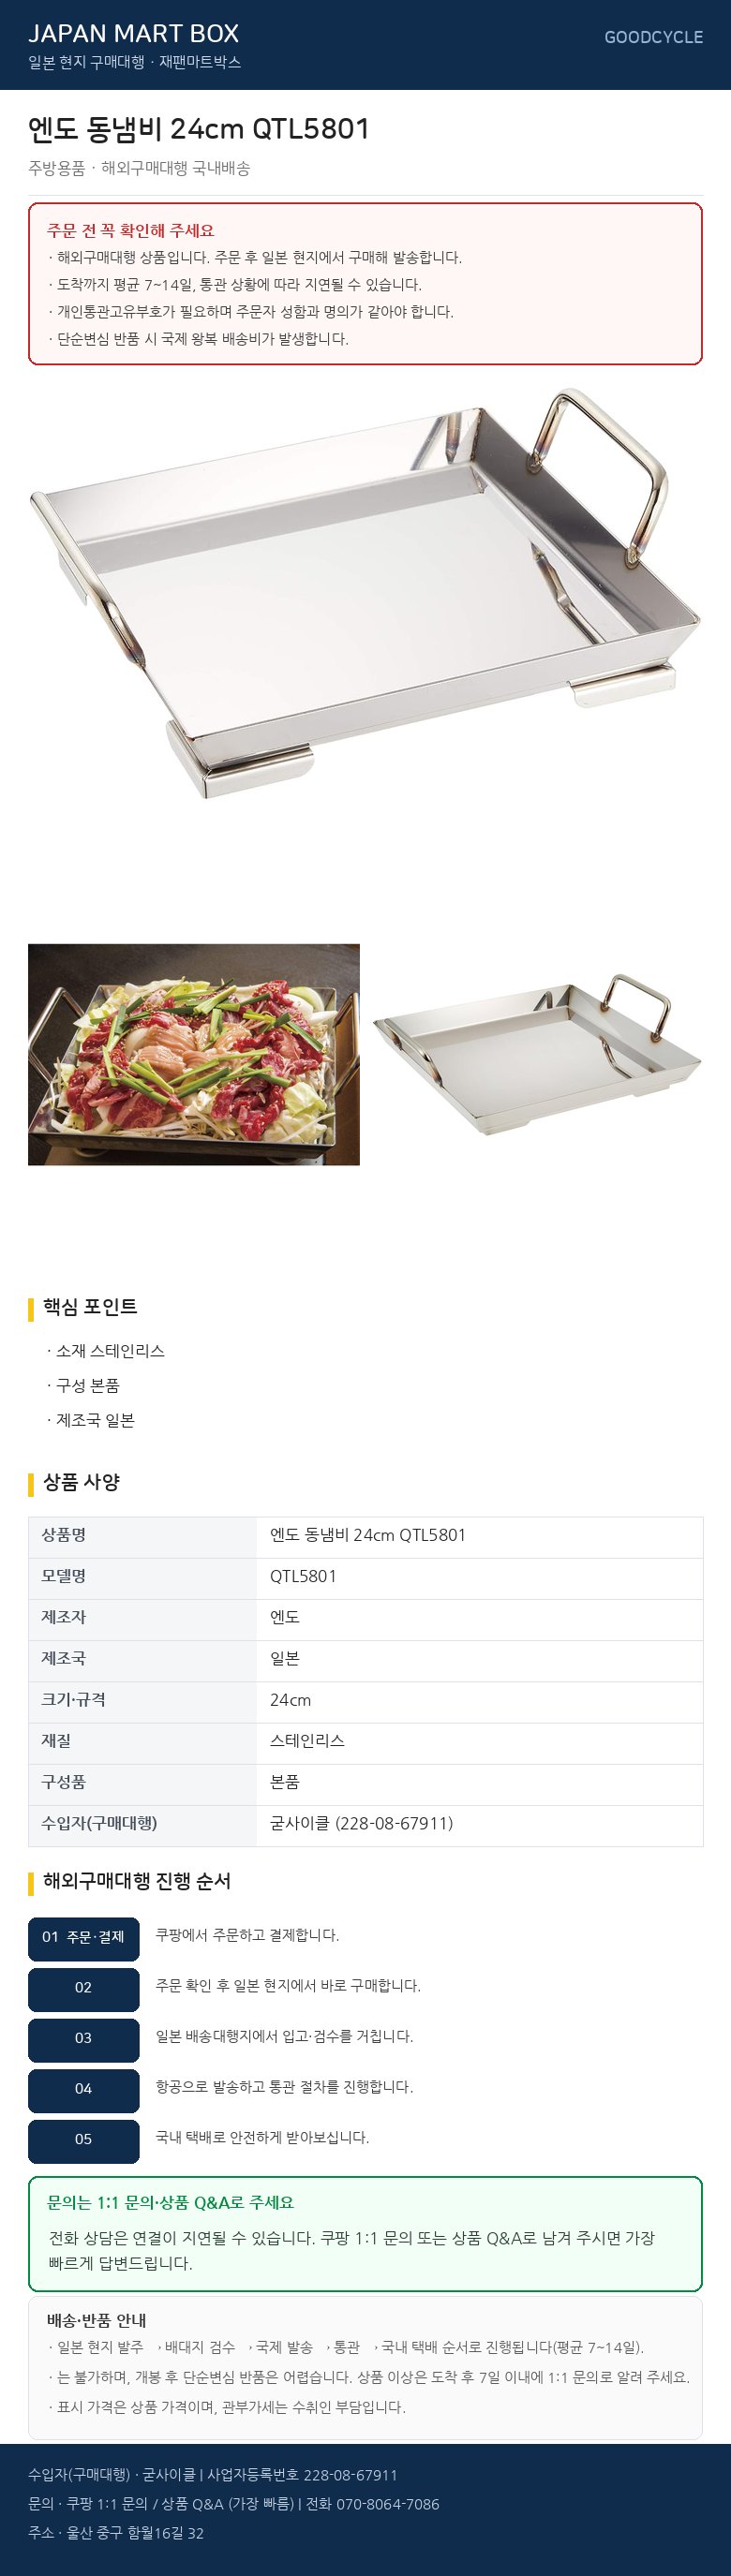 JAPAN MART BOX
일본 현지 구매대행 · 재팬마트박스
GOODCYCLE
엔도 동냄비 24cm QTL5801
주방용품 · 해외구매대행 국내배송
주문 전 꼭 확인해 주세요
· 해외구매대행 상품입니다. 주문 후 일본 현지에서 구매해 발송합니다.
· 도착까지 평균 7~14일, 통관 상황에 따라 지연될 수 있습니다.
· 개인통관고유부호가 필요하며 주문자 성함과 명의가 같아야 합니다.
· 단순변심 반품 시 국제 왕복 배송비가 발생합니다.
핵심 포인트
· 소재 스테인리스
· 구성 본품
· 제조국 일본
상품 사양
상품명 엔도 동냄비 24cm QTL5801
모델명 QTL5801
제조자 엔도
제조국 일본
크기·규격 24cm
재질 스테인리스
구성품 본품
수입자(구매대행) 굳사이클 (228-08-67911)
해외구매대행 진행 순서
01 주문·결제 쿠팡에서 주문하고 결제합니다.
02 주문 확인 후 일본 현지에서 바로 구매합니다.
03 일본 배송대행지에서 입고·검수를 거칩니다.
04 항공으로 발송하고 통관 절차를 진행합니다.
05 국내 택배로 안전하게 받아보십니다.
문의는 1:1 문의·상품 Q&A로 주세요
전화 상담은 연결이 지연될 수 있습니다. 쿠팡 1:1 문의 또는 상품 Q&A로 남겨 주시면 가장
빠르게 답변드립니다.
배송·반품 안내
· 일본 현지 발주 › 배대지 검수 › 국제 발송 › 통관 › 국내 택배 순서로 진행됩니다(평균 7~14일).
· 는 불가하며, 개봉 후 단순변심 반품은 어렵습니다. 상품 이상은 도착 후 7일 이내에 1:1 문의로 알려 주세요.
· 표시 가격은 상품 가격이며, 관부가세는 수취인 부담입니다.
수입자(구매대행) · 굳사이클 | 사업자등록번호 228-08-67911
문의 · 쿠팡 1:1 문의 / 상품 Q&A (가장 빠름) | 전화 070-8064-7086
주소 · 울산 중구 함월16길 32